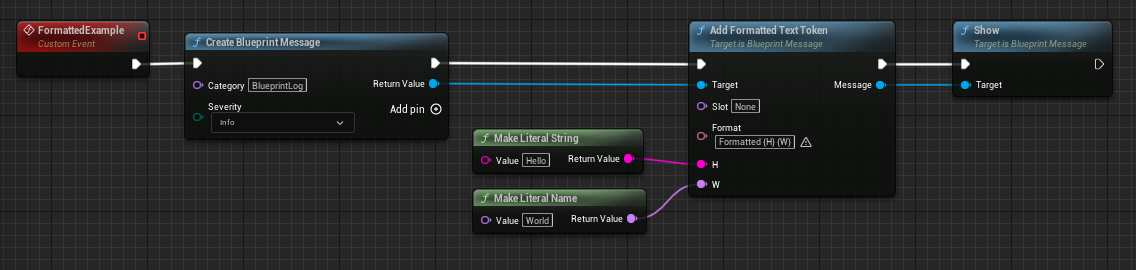 FormattedExample
Custom Event
Create Blueprint Message
Category BlueprintLog
Return Value
Severity
Info
Add pin
Make Literal String
Value Hello
Return Value
Make Literal Name
Value World
Return Value
Add Formatted Text Token
Target is Blueprint Message
Target
Message
Slot None
Format
Formatted {H} {W}
H
W
Show
Target is Blueprint Message
Target